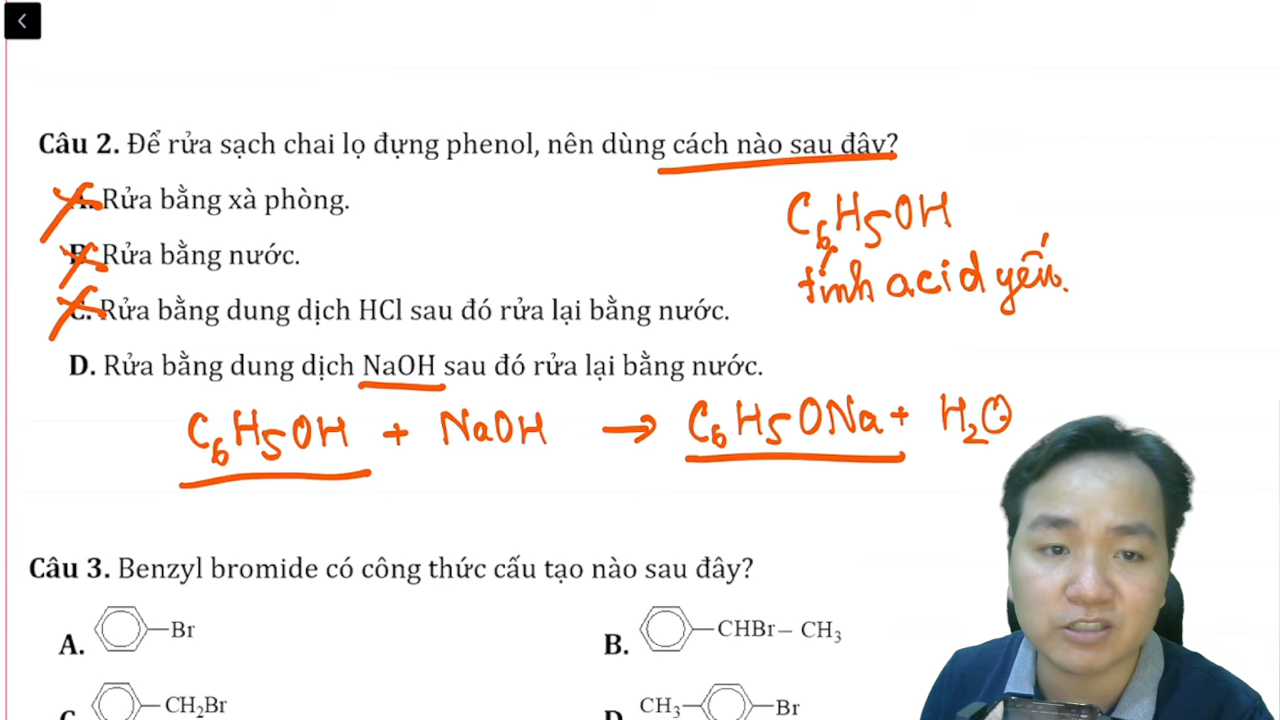 Câu 2. Để rửa sạch chai lọ đựng phenol, nên dùng cách nào sau đây?
A. Rửa bằng xà phòng.
B. Rửa bằng nước.
C. Rửa bằng dung dịch HCl sau đó rửa lại bằng nước.
D. Rửa bằng dung dịch NaOH sau đó rửa lại bằng nước.
C₆H₅OH
tính acid yếu.
C₆H₅OH + NaOH → C₆H₅ONa + H₂O
Câu 3. Benzyl bromide có công thức cấu tạo nào sau đây?
A. –Br
B. –CHBr– CH₃
C. –CH₂Br
D. CH₃– –Br